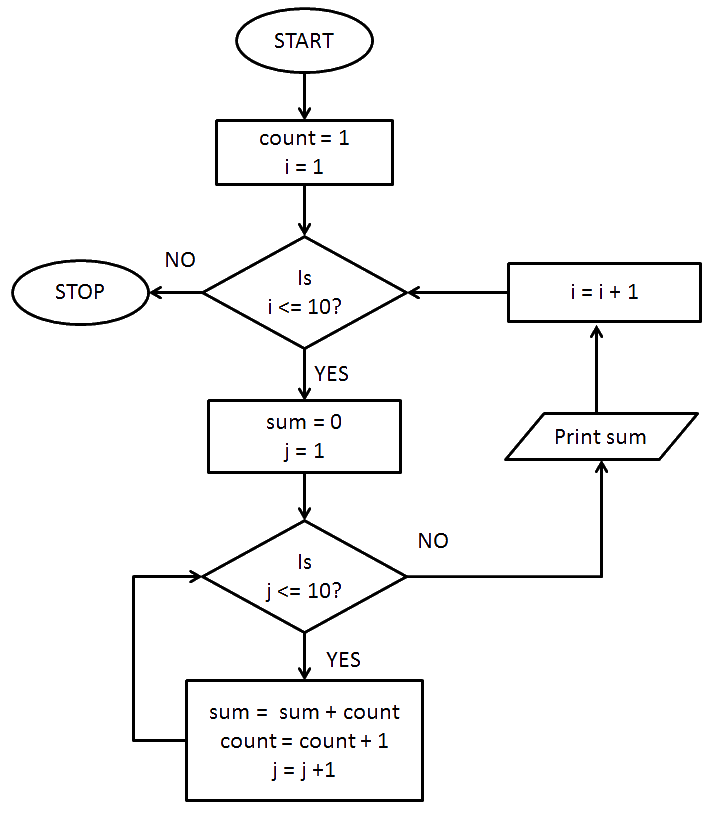 START
count = 1
i = 1
NO
STOP
Is
i <= 10?
i = i + 1
YES
sum = 0
j = 1
Print sum
NO
Is
j <= 10?
YES
sum =  sum + count
count = count + 1
j = j +1